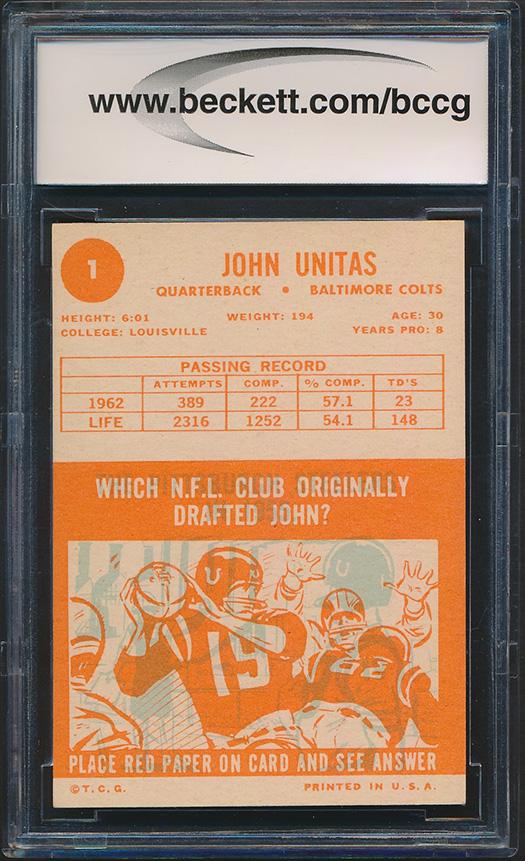 www.beckett.com/bccg
1
JOHN UNITAS
QUARTERBACK • BALTIMORE COLTS
HEIGHT: 6:01 WEIGHT: 194 AGE: 30
COLLEGE: LOUISVILLE YEARS PRO: 8
PASSING RECORD
ATTEMPTS COMP. % COMP. TD'S
1962 389 222 57.1 23
LIFE 2316 1252 54.1 148
WHICH N.F.L. CLUB ORIGINALLY
DRAFTED JOHN?
U
U
19
PLACE RED PAPER ON CARD AND SEE ANSWER
©T.C.G. PRINTED IN U.S.A.